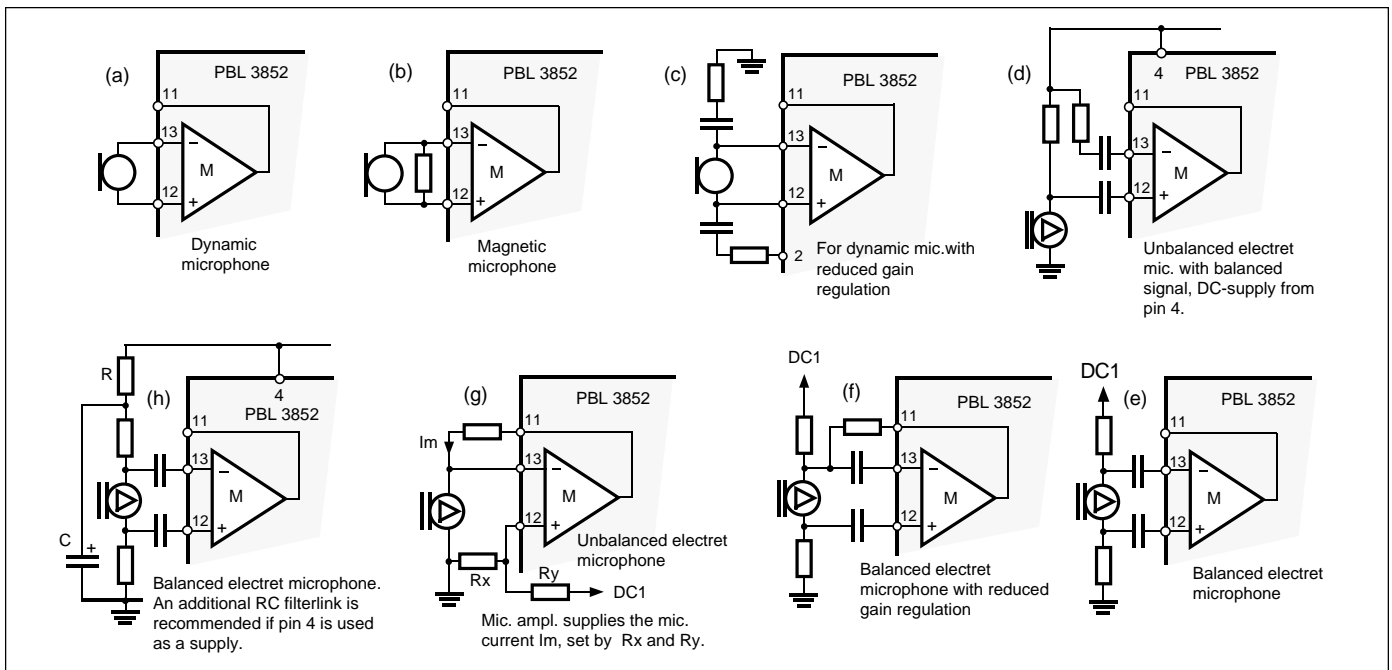 (a)
PBL 3852
11
13
−
M
12
+
Dynamic
microphone
(b)
PBL 3852
11
13
−
M
12
+
Magnetic
microphone
(c)
PBL 3852
11
13
−
M
12
+
2
For dynamic mic.with
reduced gain
regulation
(d)
4
PBL 3852
11
13
−
M
12
+
Unbalanced electret
mic. with balanced
signal, DC-supply from
pin 4.
R
(h)
4
PBL 3852
11
13
−
M
12
+
C
+
Balanced electret microphone.
An additional RC filterlink is
recommended if pin 4 is used
as a supply.
(g)
PBL 3852
11
Im
13
−
M
12
+
Unbalanced electret
microphone
Rx
Ry
DC1
Mic. ampl. supplies the mic.
current Im, set by Rx and Ry.
DC1
(f)
PBL 3852
11
13
−
M
12
+
Balanced electret
microphone with reduced
gain regulation
DC1
(e)
PBL 3852
11
13
−
M
12
+
Balanced electret
microphone